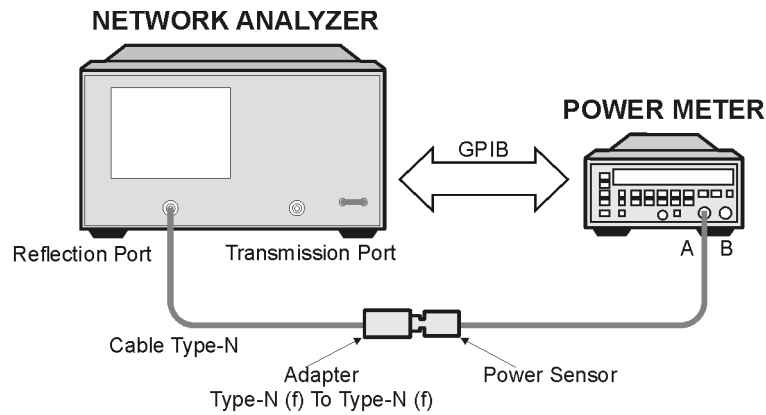 NETWORK ANALYZER
POWER METER
GPIB
Reflection Port
Transmission Port
A
B
Cable Type-N
Adapter
Type-N (f) To Type-N (f)
Power Sensor